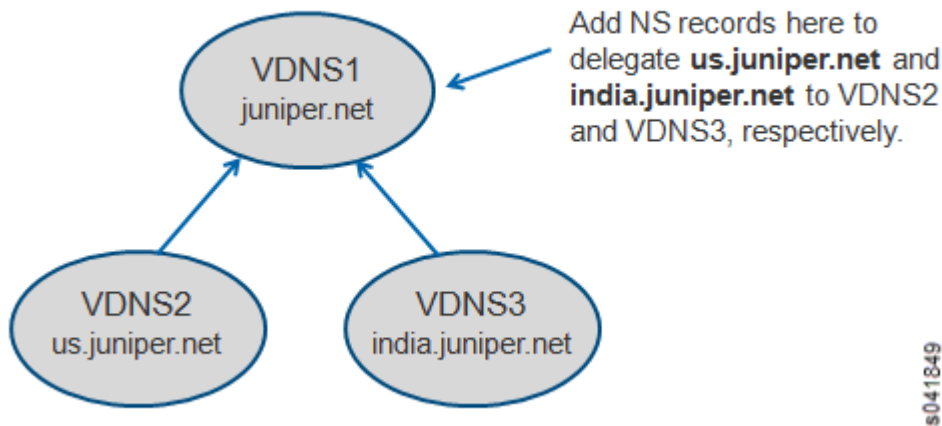 VDNS1
juniper.net
Add NS records here to
delegate us.juniper.net and
india.juniper.net to VDNS2
and VDNS3, respectively.
VDNS2
us.juniper.net
VDNS3
india.juniper.net
s041849